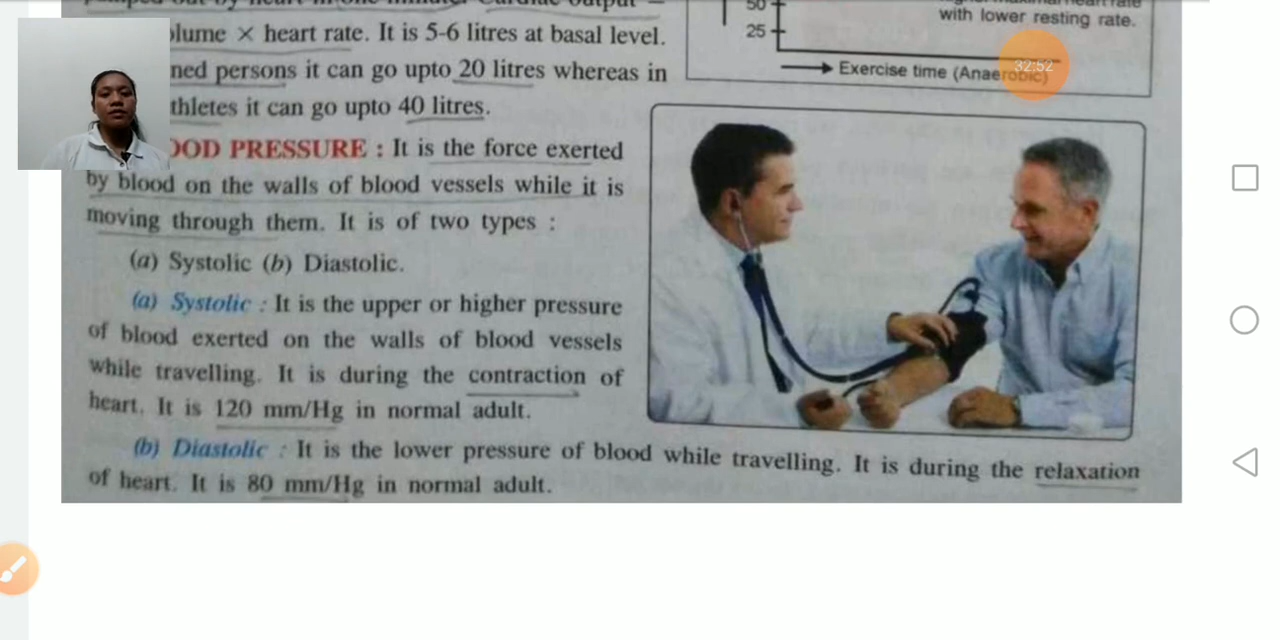 lume × heart rate. It is 5-6 litres at basal level.
ned persons it can go upto 20 litres whereas in
thletes it can go upto 40 litres.
OOD PRESSURE : It is the force exerted
by blood on the walls of blood vessels while it is
moving through them. It is of two types :
(a) Systolic (b) Diastolic.
(a) Systolic : It is the upper or higher pressure
of blood exerted on the walls of blood vessels
while travelling. It is during the contraction of
heart. It is 120 mm/Hg in normal adult.
(b) Diastolic : It is the lower pressure of blood while travelling. It is during the relaxation
of heart. It is 80 mm/Hg in normal adult.
50
25
with lower resting rate.
Exercise time (Anaerobic)
32:52